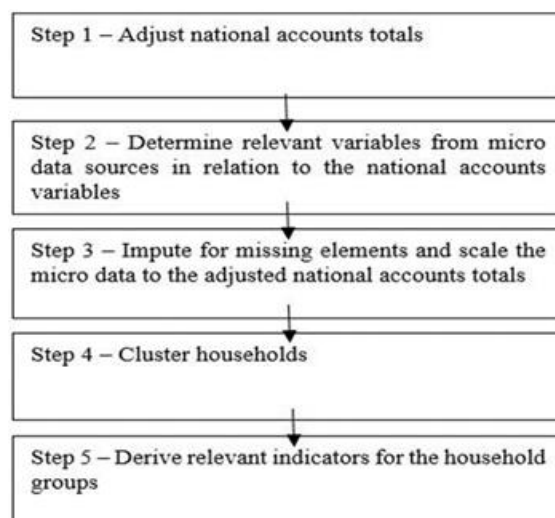 Step 1 – Adjust national accounts totals
Step 2 – Determine relevant variables from micro
data sources in relation to the national accounts
variables
Step 3 – Impute for missing elements and scale the
micro data to the adjusted national accounts totals
Step 4 – Cluster households
Step 5 – Derive relevant indicators for the household
groups